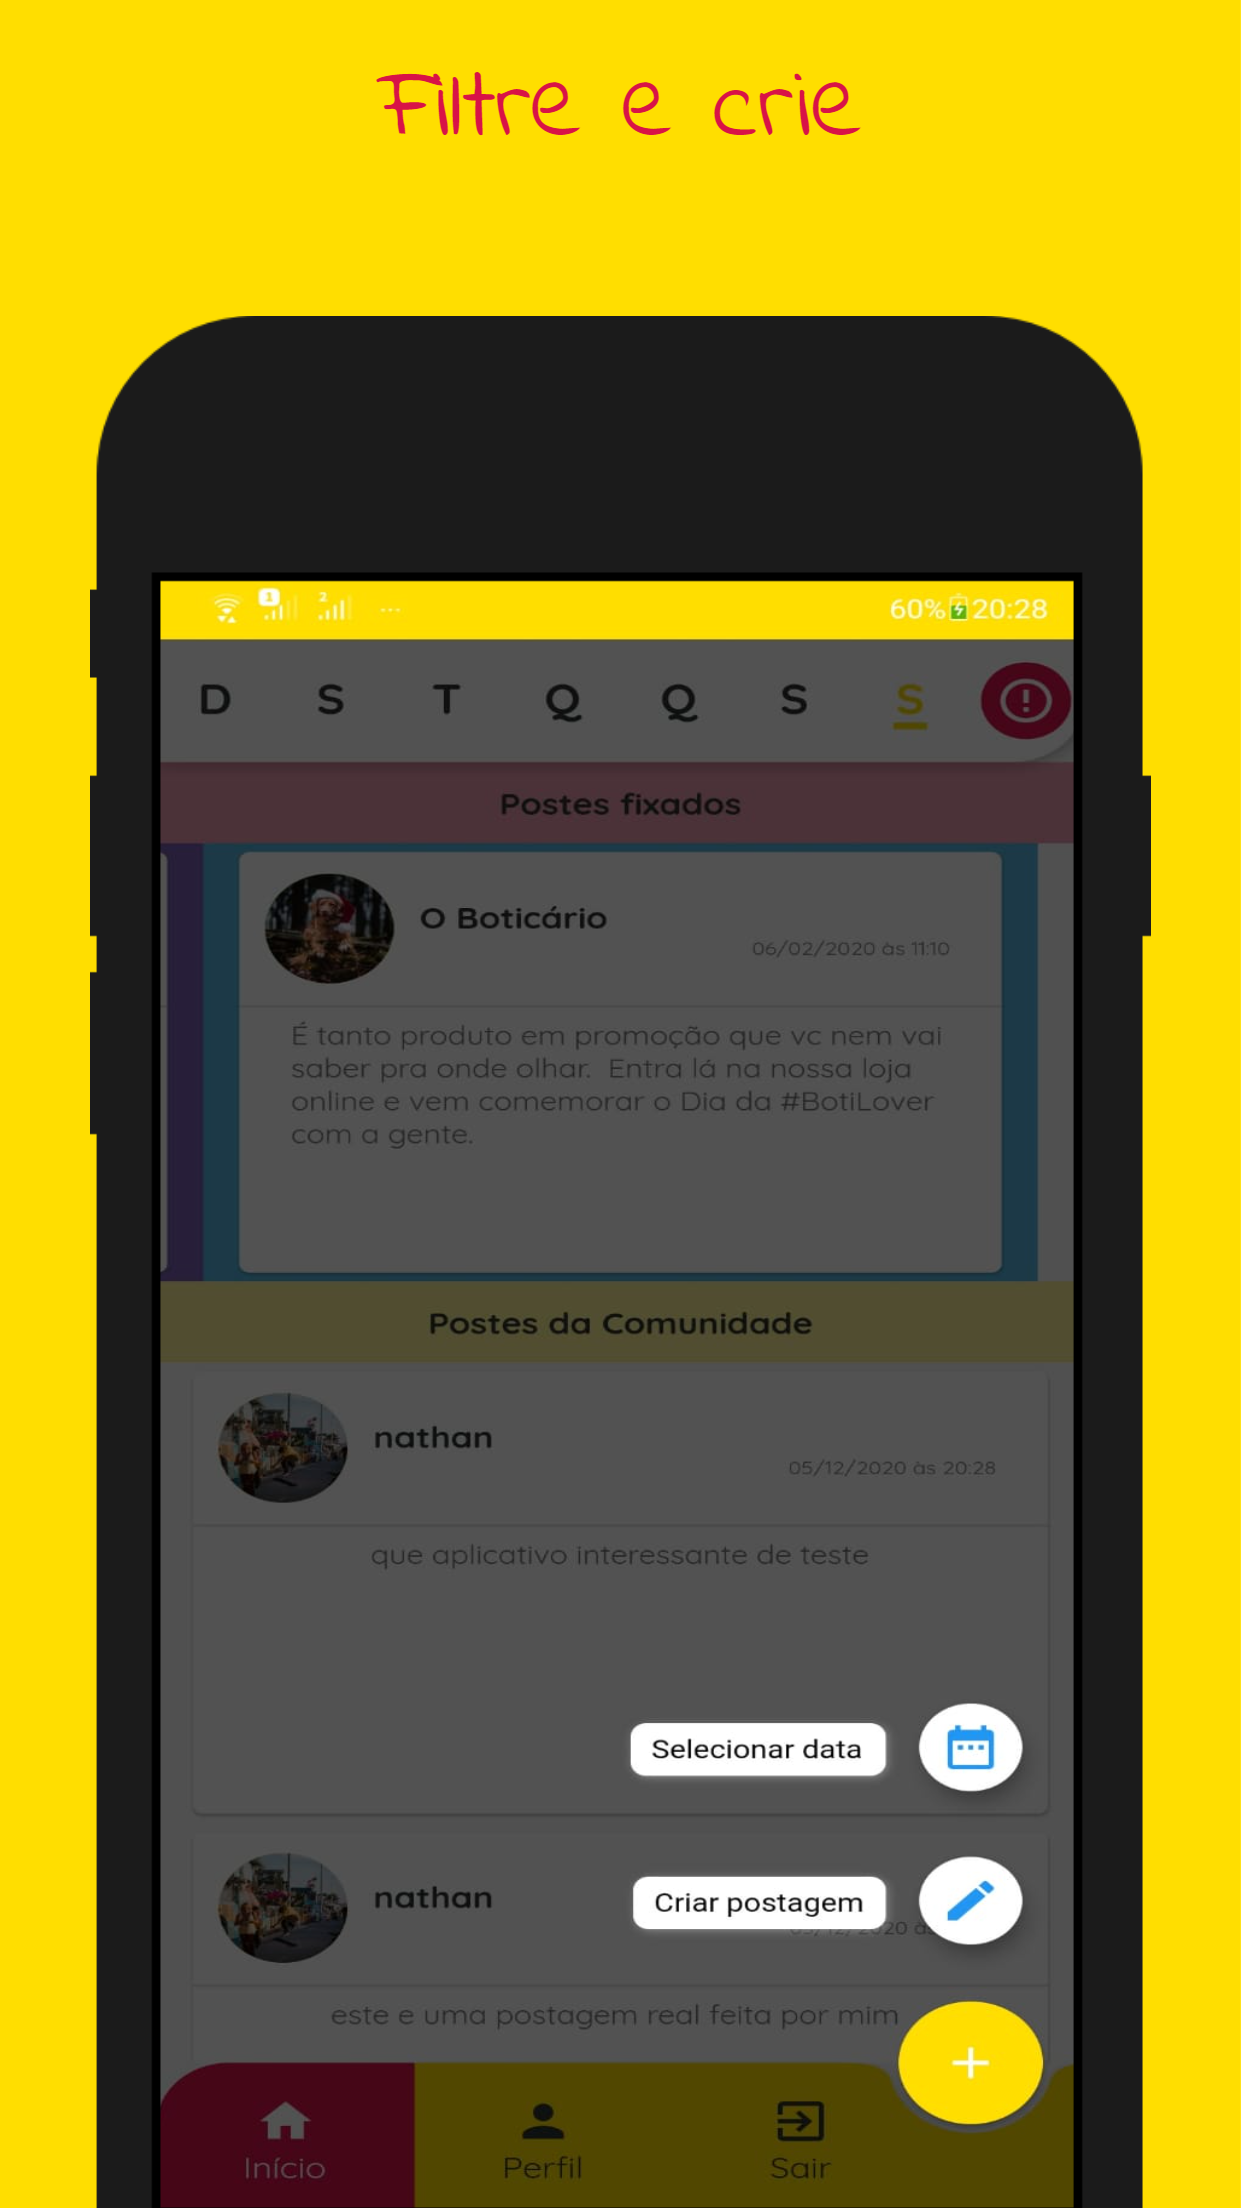 Filtre e crie
1 2 ... 60% 20:28
D S T Q Q S S
Postes fixados
O Boticário
06/02/2020 às 11:10
É tanto produto em promoção que vc nem vai
saber pra onde olhar. Entra lá na nossa loja
online e vem comemorar o Dia da #BotiLover
com a gente.
Postes da Comunidade
nathan
05/12/2020 às 20:28
que aplicativo interessante de teste
Selecionar data
nathan
Criar postagem
este e uma postagem real feita por mim
Início Perfil Sair